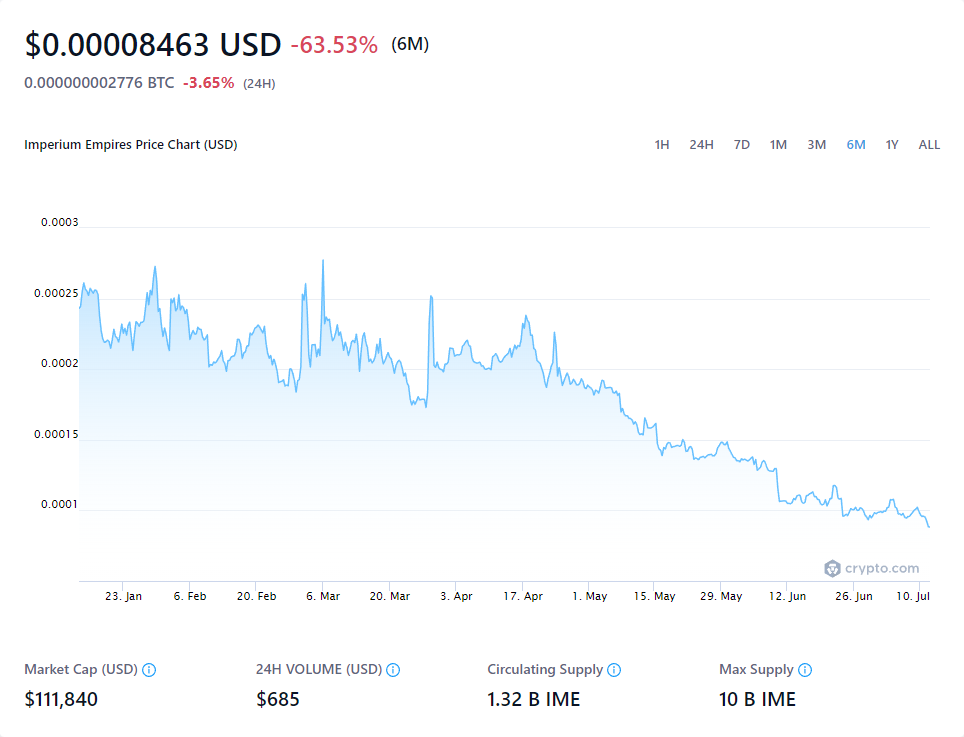 $0.00008463 USD -63.53% (6M)
0.000000002776 BTC -3.65% (24H)
Imperium Empires Price Chart (USD)
1H 24H 7D 1M 3M 6M 1Y ALL
0.0003
0.00025
0.0002
0.00015
0.0001
crypto.com
23. Jan 6. Feb 20. Feb 6. Mar 20. Mar 3. Apr 17. Apr 1. May 15. May 29. May 12. Jun 26. Jun 10. Jul
Market Cap (USD) 24H VOLUME (USD) Circulating Supply Max Supply
$111,840 $685 1.32 B IME 10 B IME